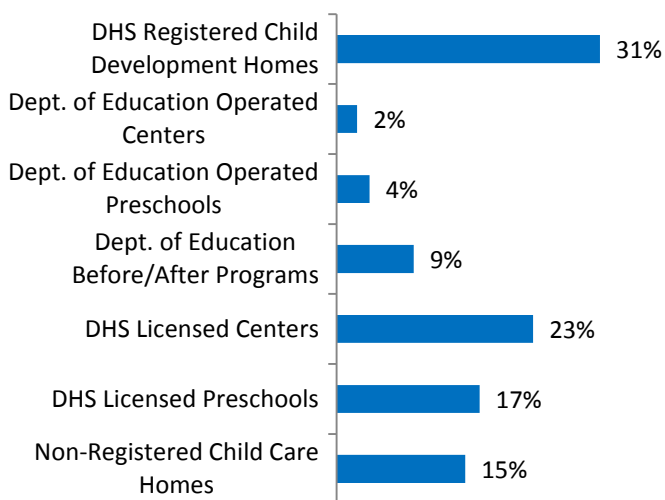 DHS Registered Child
Development Homes
31%
Dept. of Education Operated
Centers
2%
Dept. of Education Operated
Preschools
4%
Dept. of Education
Before/After Programs
9%
DHS Licensed Centers
23%
DHS Licensed Preschools
17%
Non-Registered Child Care
Homes
15%